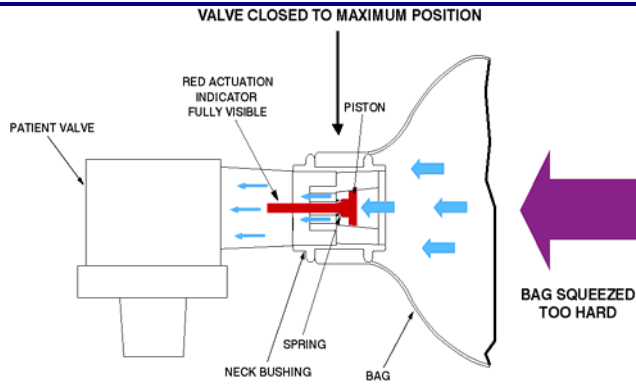 VALVE CLOSED TO MAXIMUM POSITION
RED ACTUATION
INDICATOR
FULLY VISIBLE
PISTON
PATIENT VALVE
BAG SQUEEZED
TOO HARD
SPRING
NECK BUSHING
BAG